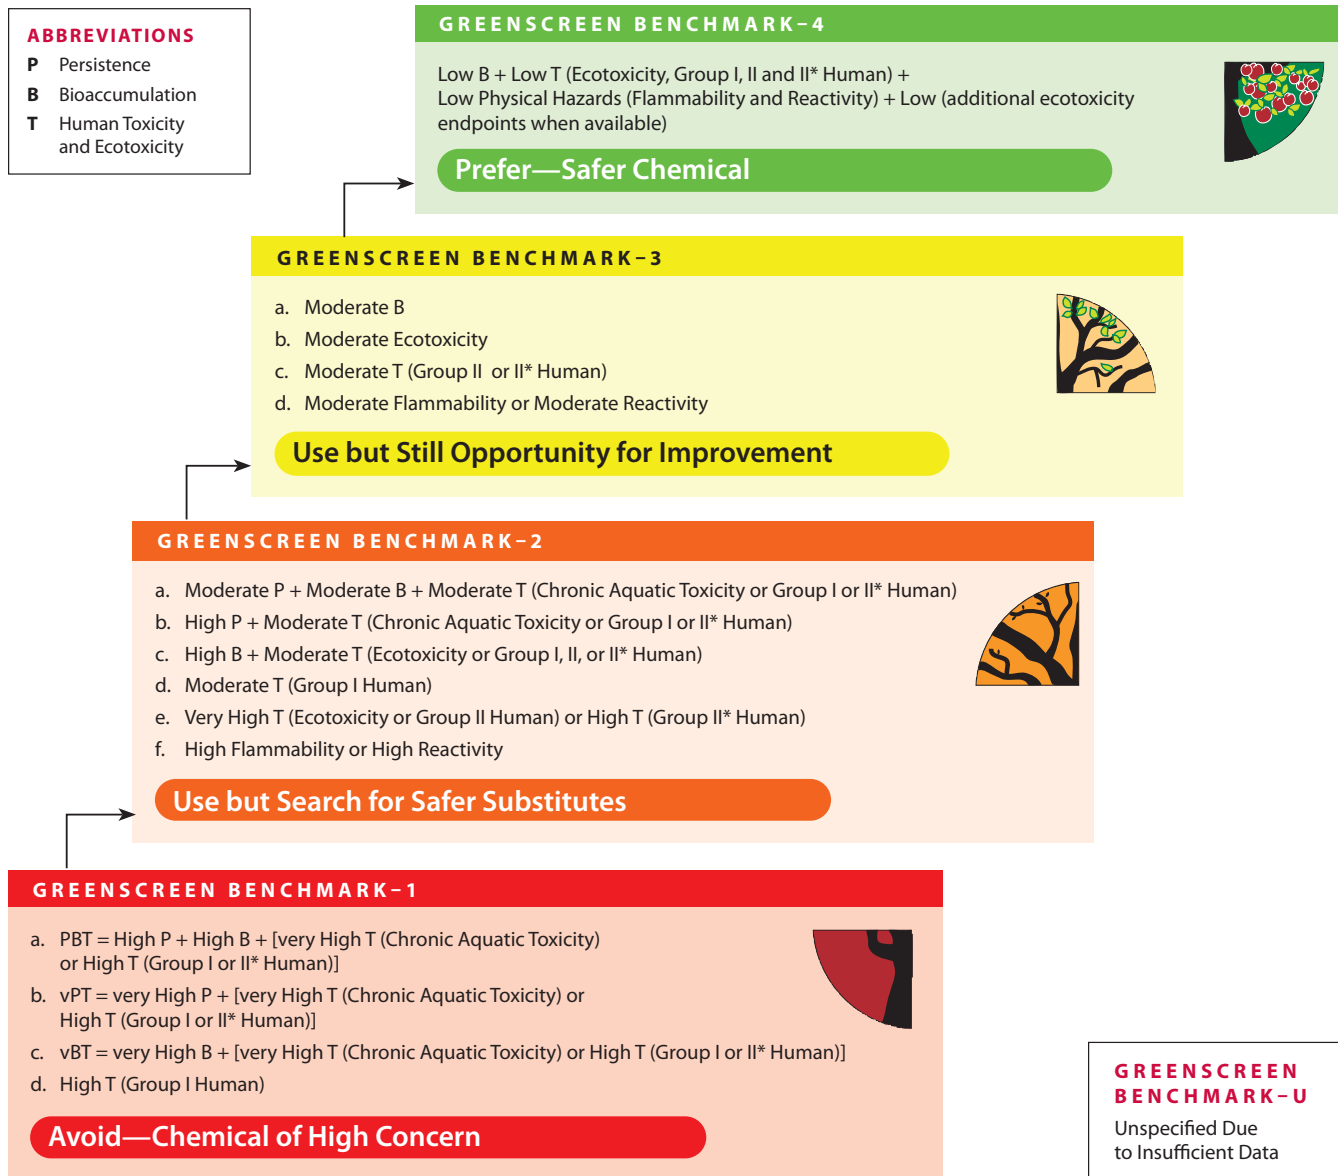 ABBREVIATIONS
P Persistence
B Bioaccumulation
T Human Toxicity
and Ecotoxicity
GREENSCREEN BENCHMARK–4
Low B + Low T (Ecotoxicity, Group I, II and II* Human) +
Low Physical Hazards (Flammability and Reactivity) + Low (additional ecotoxicity
endpoints when available)
Prefer—Safer Chemical
GREENSCREEN BENCHMARK–3
a. Moderate B
b. Moderate Ecotoxicity
c. Moderate T (Group II or II* Human)
d. Moderate Flammability or Moderate Reactivity
Use but Still Opportunity for Improvement
GREENSCREEN BENCHMARK–2
a. Moderate P + Moderate B + Moderate T (Chronic Aquatic Toxicity or Group I or II* Human)
b. High P + Moderate T (Chronic Aquatic Toxicity or Group I or II* Human)
c. High B + Moderate T (Ecotoxicity or Group I, II, or II* Human)
d. Moderate T (Group I Human)
e. Very High T (Ecotoxicity or Group II Human) or High T (Group II* Human)
f. High Flammability or High Reactivity
Use but Search for Safer Substitutes
GREENSCREEN BENCHMARK–1
a. PBT = High P + High B + [very High T (Chronic Aquatic Toxicity)
or High T (Group I or II* Human)]
b. vPT = very High P + [very High T (Chronic Aquatic Toxicity) or
High T (Group I or II* Human)]
c. vBT = very High B + [very High T (Chronic Aquatic Toxicity) or High T (Group I or II* Human)]
d. High T (Group I Human)
Avoid—Chemical of High Concern
GREENSCREEN
BENCHMARK–U
Unspecified Due
to Insufficient Data